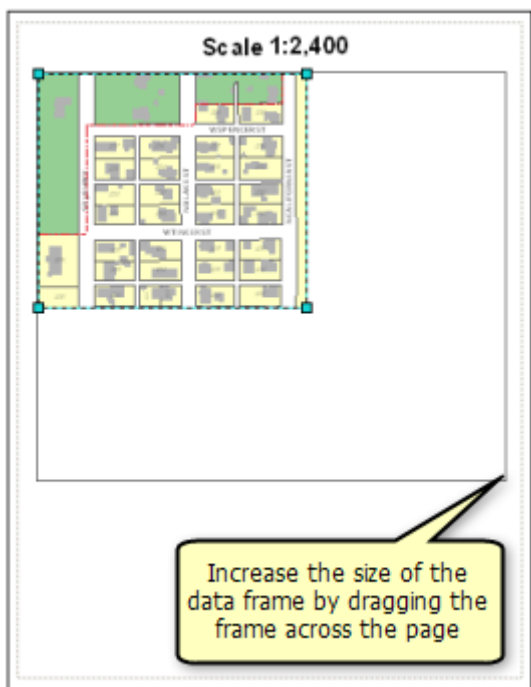 Scale 1:2,400
Increase the size of the
data frame by dragging the
frame across the page